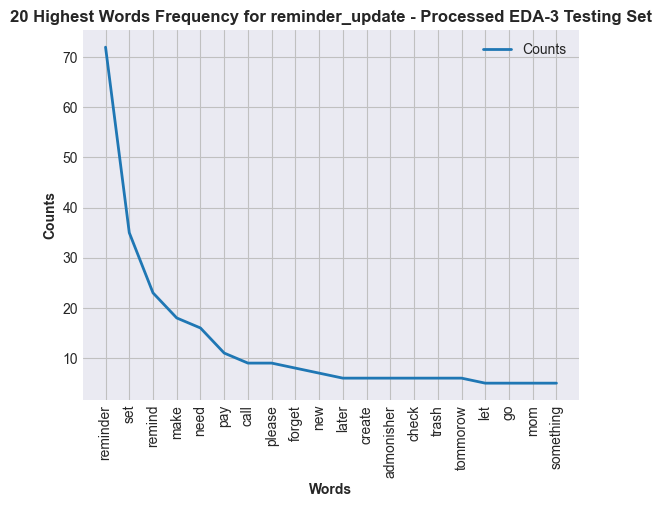 20 Highest Words Frequency for reminder_update - Processed EDA-3 Testing Set
Counts
70
60
50
40
30
20
10
Counts
reminder
set
remind
make
need
pay
call
please
forget
new
later
create
admonisher
check
trash
tommorow
let
go
mom
something
Words